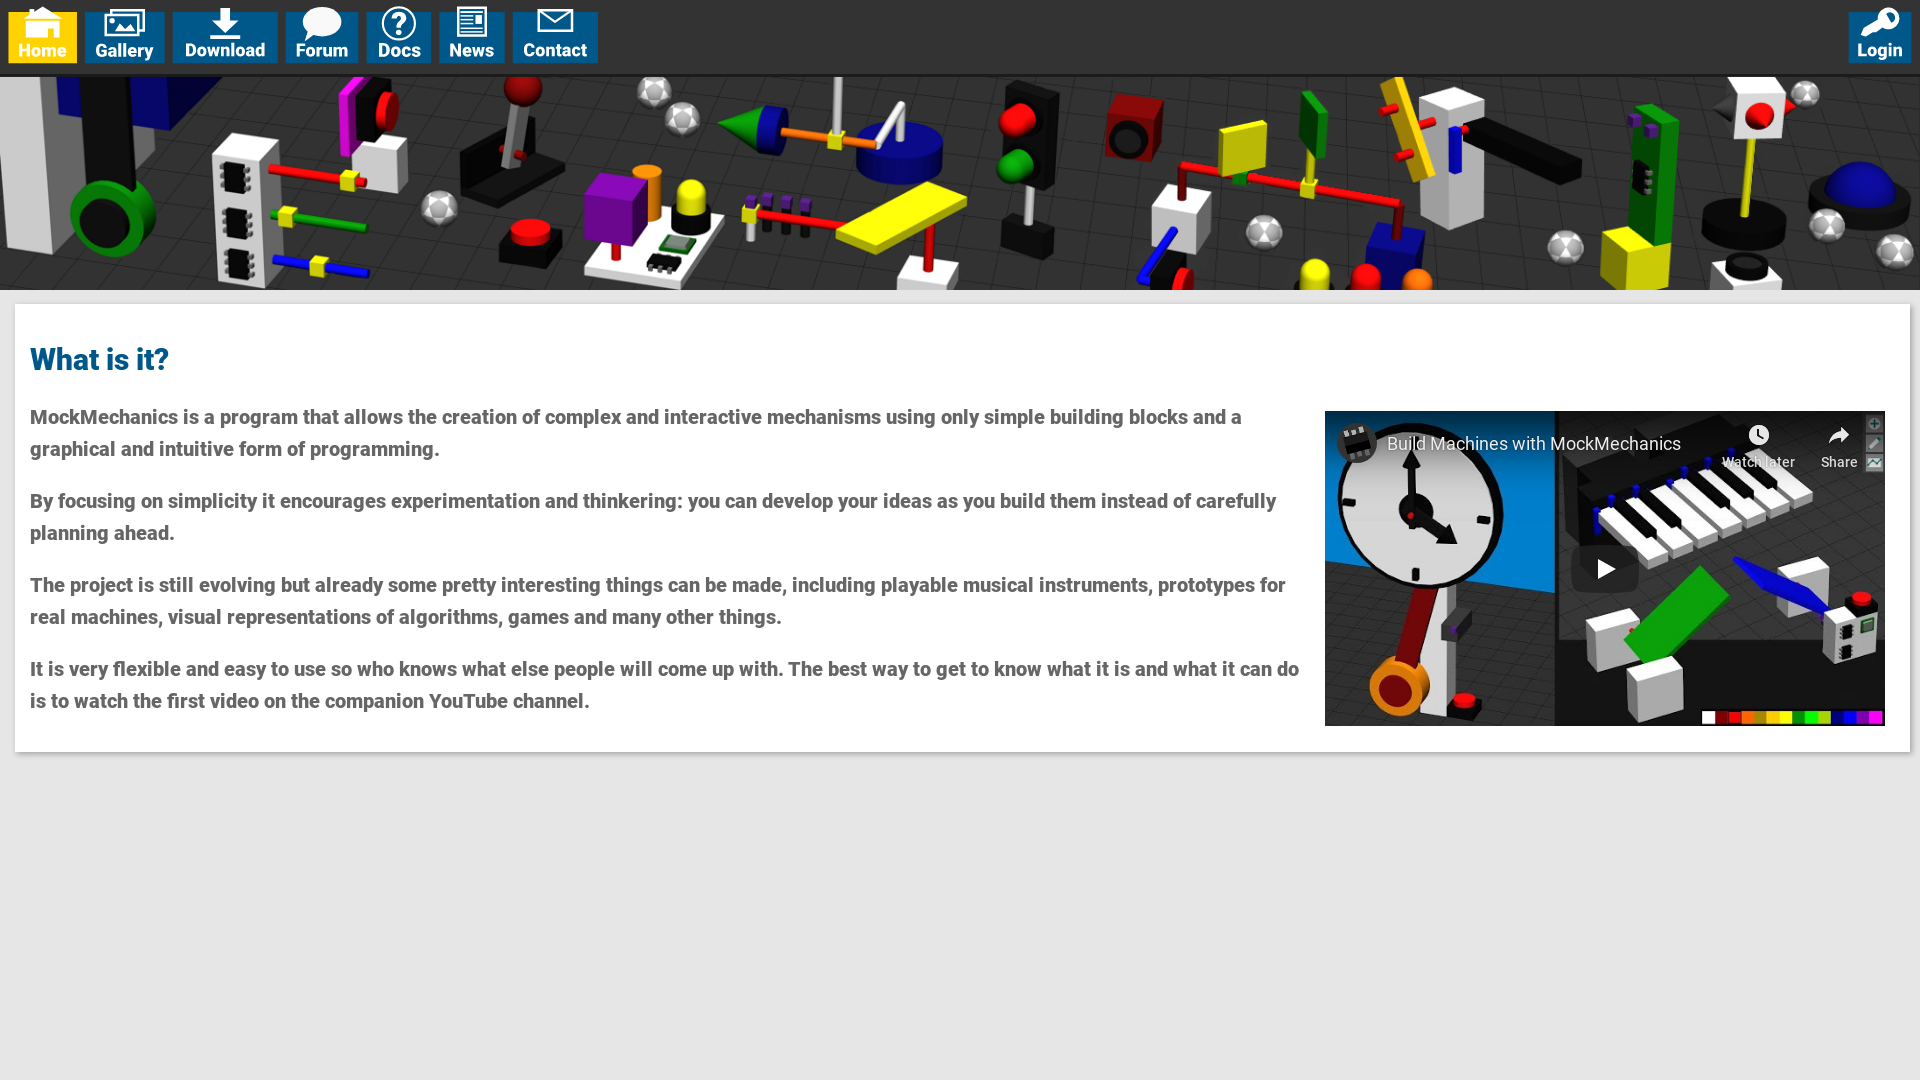 Home
Gallery
Download
Forum
Docs
News
Contact
Login
What is it?
MockMechanics is a program that allows the creation of complex and interactive mechanisms using only simple building blocks and a
graphical and intuitive form of programming.
By focusing on simplicity it encourages experimentation and thinkering: you can develop your ideas as you build them instead of carefully
planning ahead.
The project is still evolving but already some pretty interesting things can be made, including playable musical instruments, prototypes for
real machines, visual representations of algorithms, games and many other things.
It is very flexible and easy to use so who knows what else people will come up with. The best way to get to know what it is and what it can do
is to watch the first video on the companion YouTube channel.
Build Machines with MockMechanics
Watch later
Share